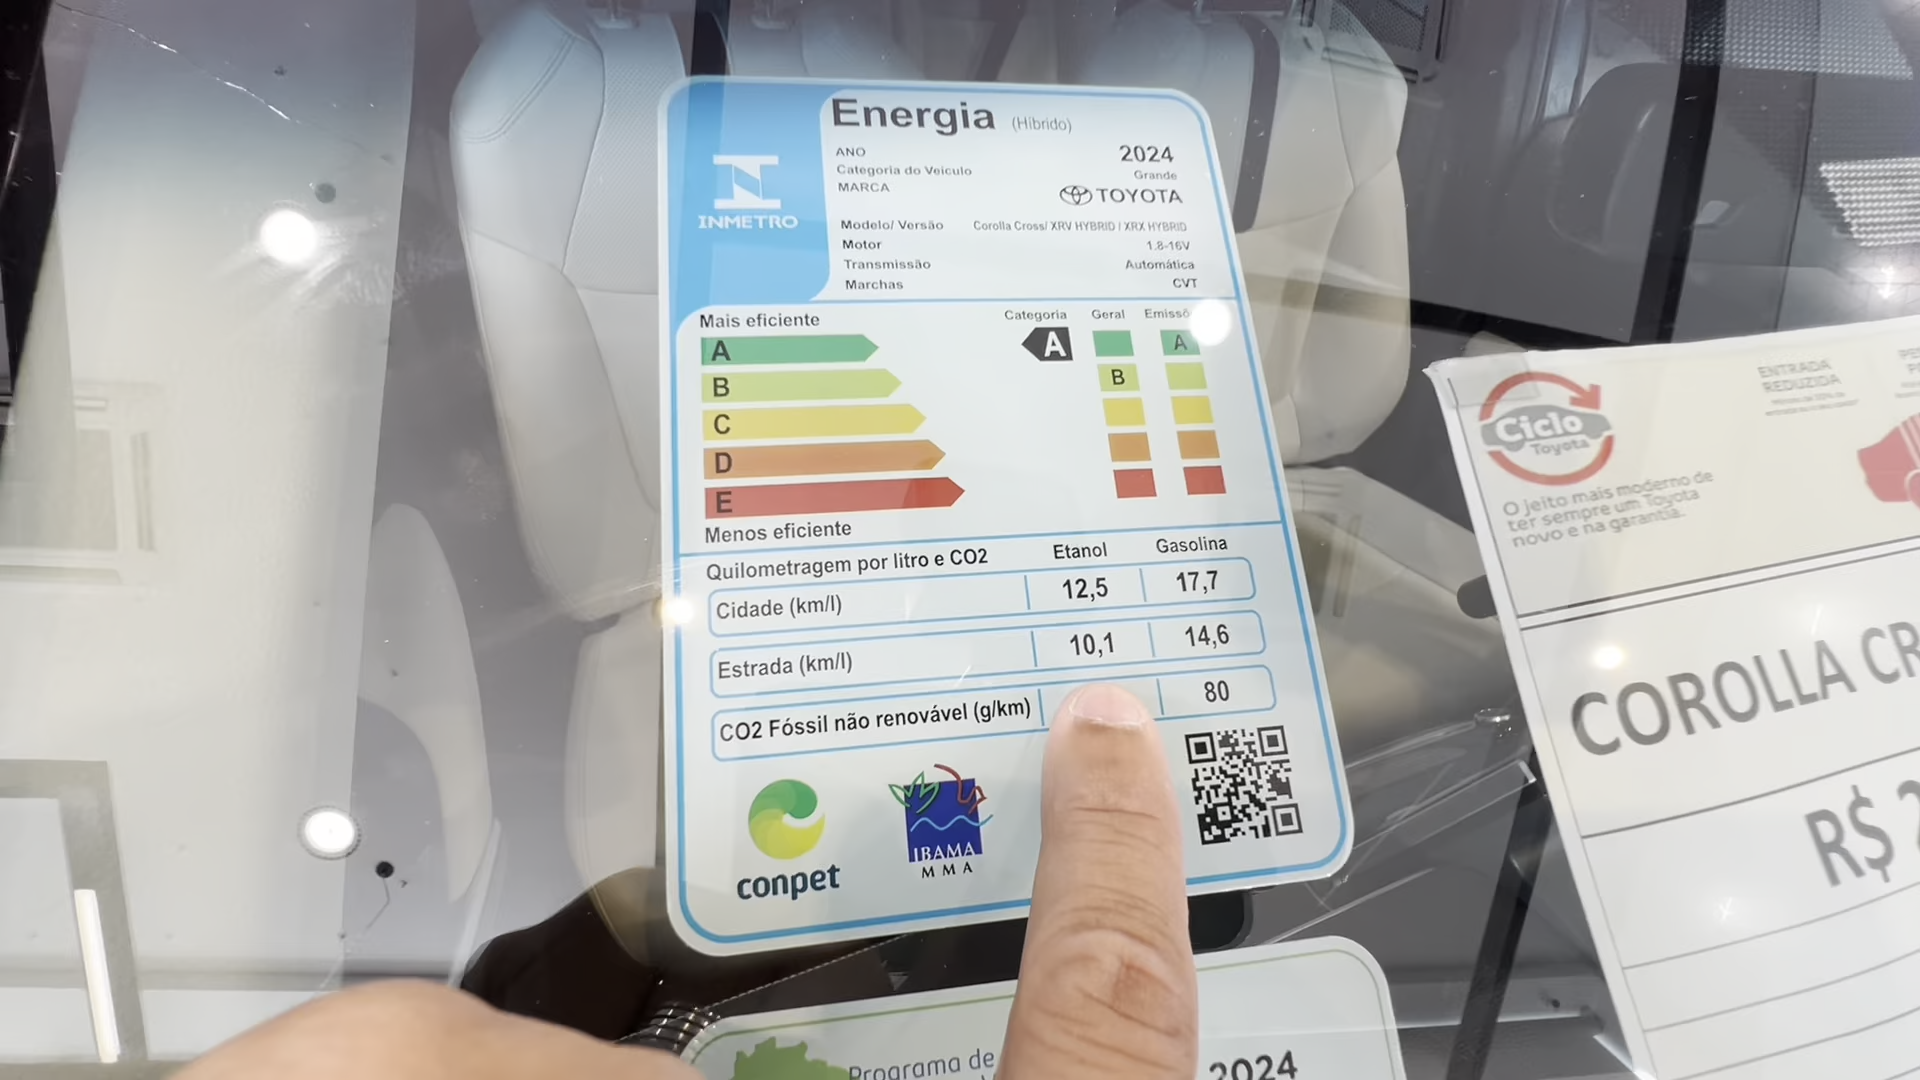 Energia (Híbrido)
ANO 2024
Categoria do Veículo Grande
MARCA TOYOTA
INMETRO
Modelo/ Versão Corolla Cross/ XRV HYBRID / XRX HYBRID
Motor 1.8-16V
Transmissão Automática
Marchas CVT
Mais eficiente Categoria Geral Emissõ
A A A
B B
C
D
E
Menos eficiente
Quilometragem por litro e CO2 Etanol Gasolina
Cidade (km/l) 12,5 17,7
Estrada (km/l) 10,1 14,6
CO2 Fóssil não renovável (g/km) 80
conpet
IBAMA
MMA
Programa de
2024
Ciclo
Toyota
ENTRADA
REDUZIDA
O jeito mais moderno de
ter sempre um Toyota
novo e na garantia.
COROLLA CR
R$ 2